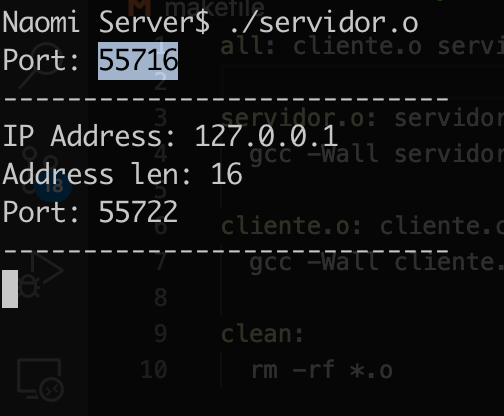 Naomi Server$ ./servidor.o
Port: 55716
----------------------------
IP Address: 127.0.0.1
Address len: 16
Port: 55722
----------------------------
makefile
1 all: cliente.o servi
2
3 servidor.o: servidor
4 gcc -Wall servidor
5
6 cliente.o: cliente.c
7 gcc -Wall cliente.
8
9 clean:
10 rm -rf *.o
18